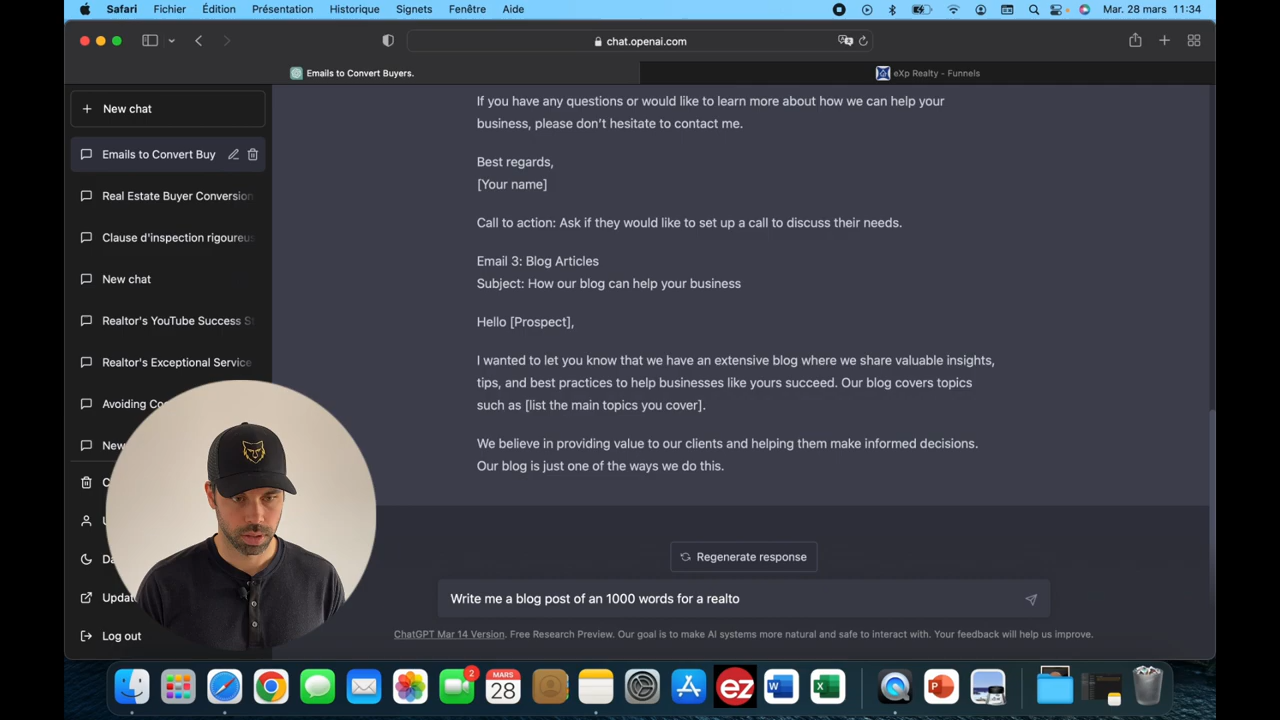 Safari Fichier Édition Présentation Historique Signets Fenêtre Aide Mar. 28 mars 11:34
chat.openai.com
Emails to Convert Buyers. eXp Realty - Funnels
New chat
Emails to Convert Buy
Real Estate Buyer Conversion
Clause d'inspection rigoureus
New chat
Realtor's YouTube Success S
Realtor's Exceptional Service
Avoiding Co
New
Log out
If you have any questions or would like to learn more about how we can help your
business, please don't hesitate to contact me.
Best regards,
[Your name]
Call to action: Ask if they would like to set up a call to discuss their needs.
Email 3: Blog Articles
Subject: How our blog can help your business
Hello [Prospect],
I wanted to let you know that we have an extensive blog where we share valuable insights,
tips, and best practices to help businesses like yours succeed. Our blog covers topics
such as [list the main topics you cover].
We believe in providing value to our clients and helping them make informed decisions.
Our blog is just one of the ways we do this.
Regenerate response
Write me a blog post of an 1000 words for a realto
ChatGPT Mar 14 Version. Free Research Preview. Our goal is to make AI systems more natural and safe to interact with. Your feedback will help us improve.
2
MARS
28
ez
W
X
P